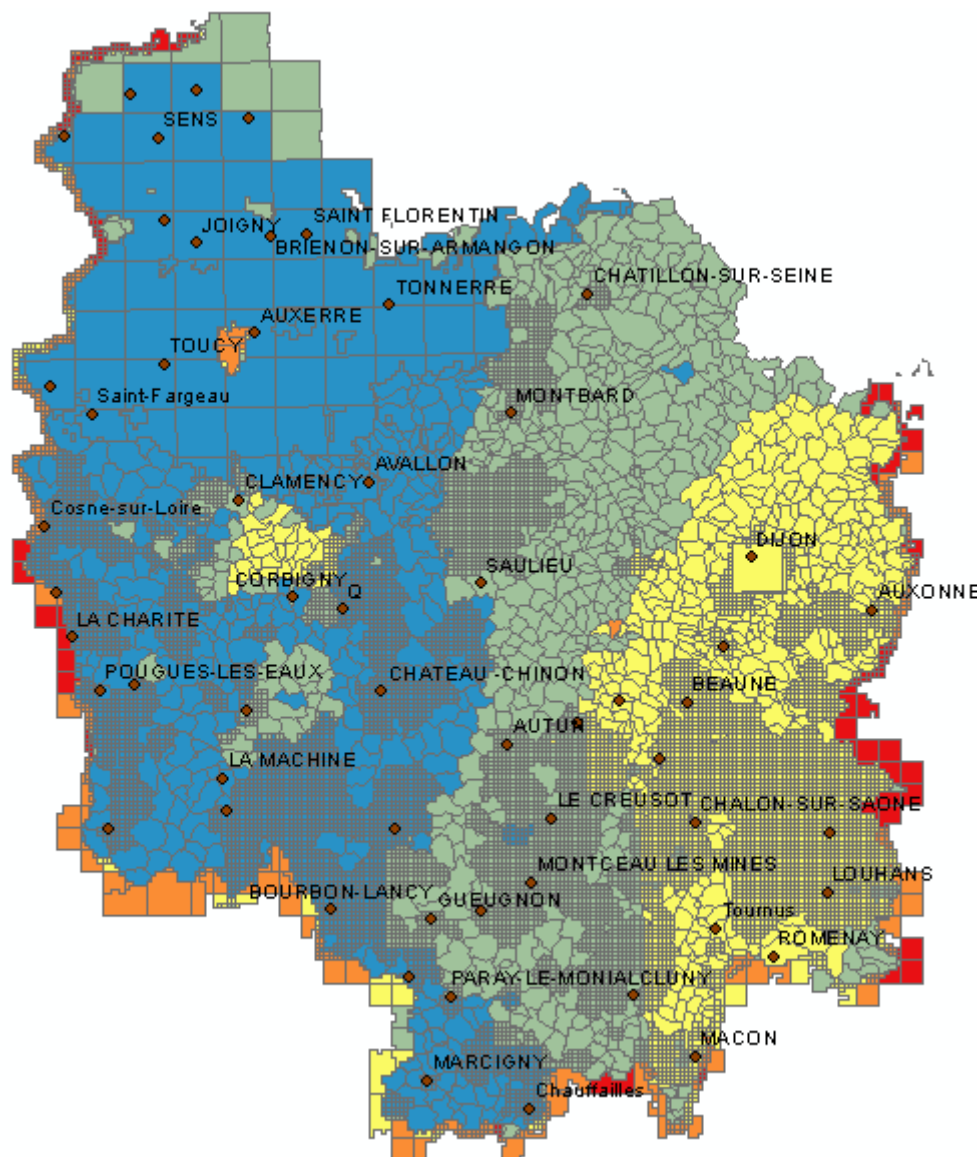 SENS
SAINT FLORENTIN
JOIGNY
BRIENON-SUR-ARMANGON
CHATILLON-SUR-SEINE
TONNERRE
AUXERRE
TOUCY
Saint-Fargeau
MONTBARD
AVALLON
CLAMENCY
Cosne-sur-Loire
DIJON
SAULIEU
CORBIGNY
Q
AUXONNE
LA CHARITE
POUGUES-LES-EAUX
CHATEAU-CHINON
BEAUNE
AUTUN
LA MACHINE
LE CREUSOT
CHALON-SUR-SAONE
MONTCEAU LES MINES
LOUHANS
BOURBON-LANCY
GUEUGNON
Tournus
ROMENAY
PARAY-LE-MONIAL
CLUNY
MACON
MARCIGNY
Chauffailles